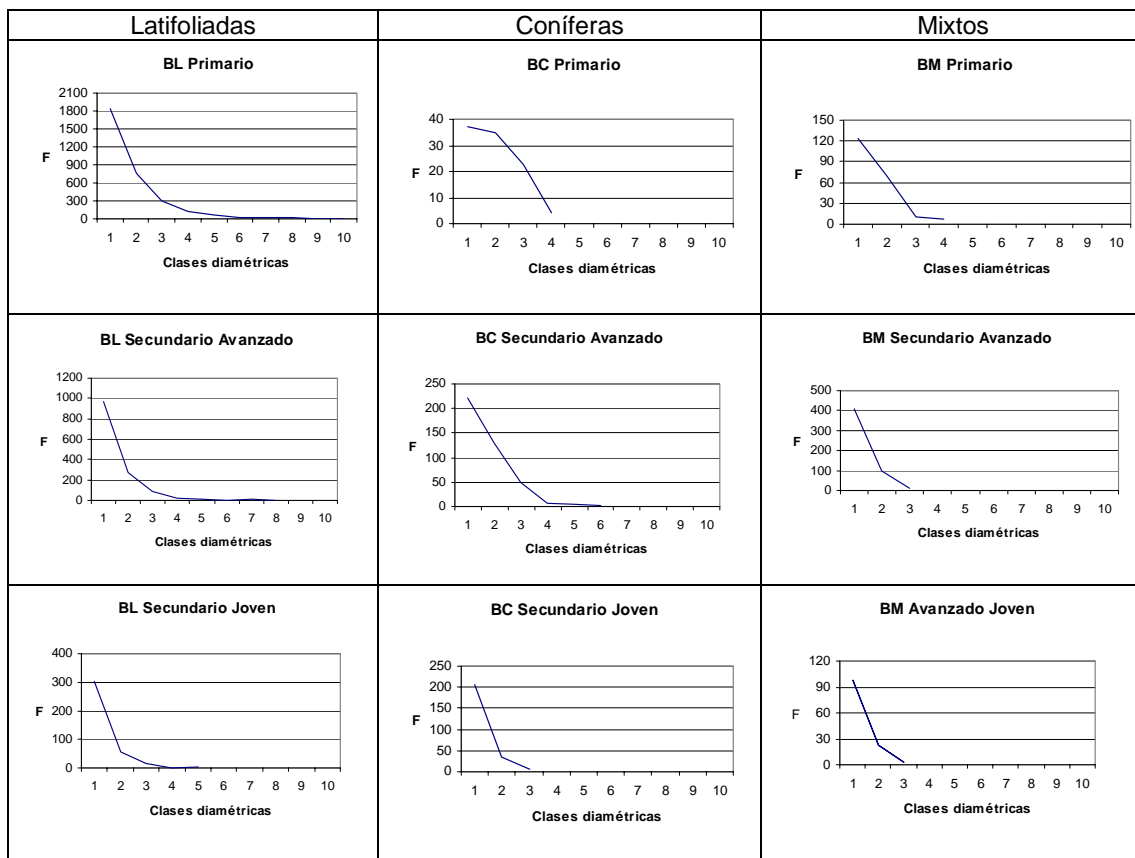 Latifoliadas
Coníferas
Mixtos
BL Primario
2100
1800
1500
1200
900
600
300
0
F
1 2 3 4 5 6 7 8 9 10
Clases diamétricas
BC Primario
40
30
20
10
0
F
1 2 3 4 5 6 7 8 9 10
Clases diamétricas
BM Primario
150
120
90
60
30
0
F
1 2 3 4 5 6 7 8 9 10
Clases diamétricas
BL Secundario Avanzado
1200
1000
800
600
400
200
0
F
1 2 3 4 5 6 7 8 9 10
Clases diamétricas
BC Secundario Avanzado
250
200
150
100
50
0
F
1 2 3 4 5 6 7 8 9 10
Clases diamétricas
BM Secundario Avanzado
500
400
300
200
100
0
F
1 2 3 4 5 6 7 8 9 10
Clases diamétricas
BL Secundario Joven
400
300
200
100
0
F
1 2 3 4 5 6 7 8 9 10
Clases diamétricas
BC Secundario Joven
250
200
150
100
50
0
F
1 2 3 4 5 6 7 8 9 10
Clases diamétricas
BM Avanzado Joven
120
90
60
30
0
F
1 2 3 4 5 6 7 8 9 10
Clases diamétricas